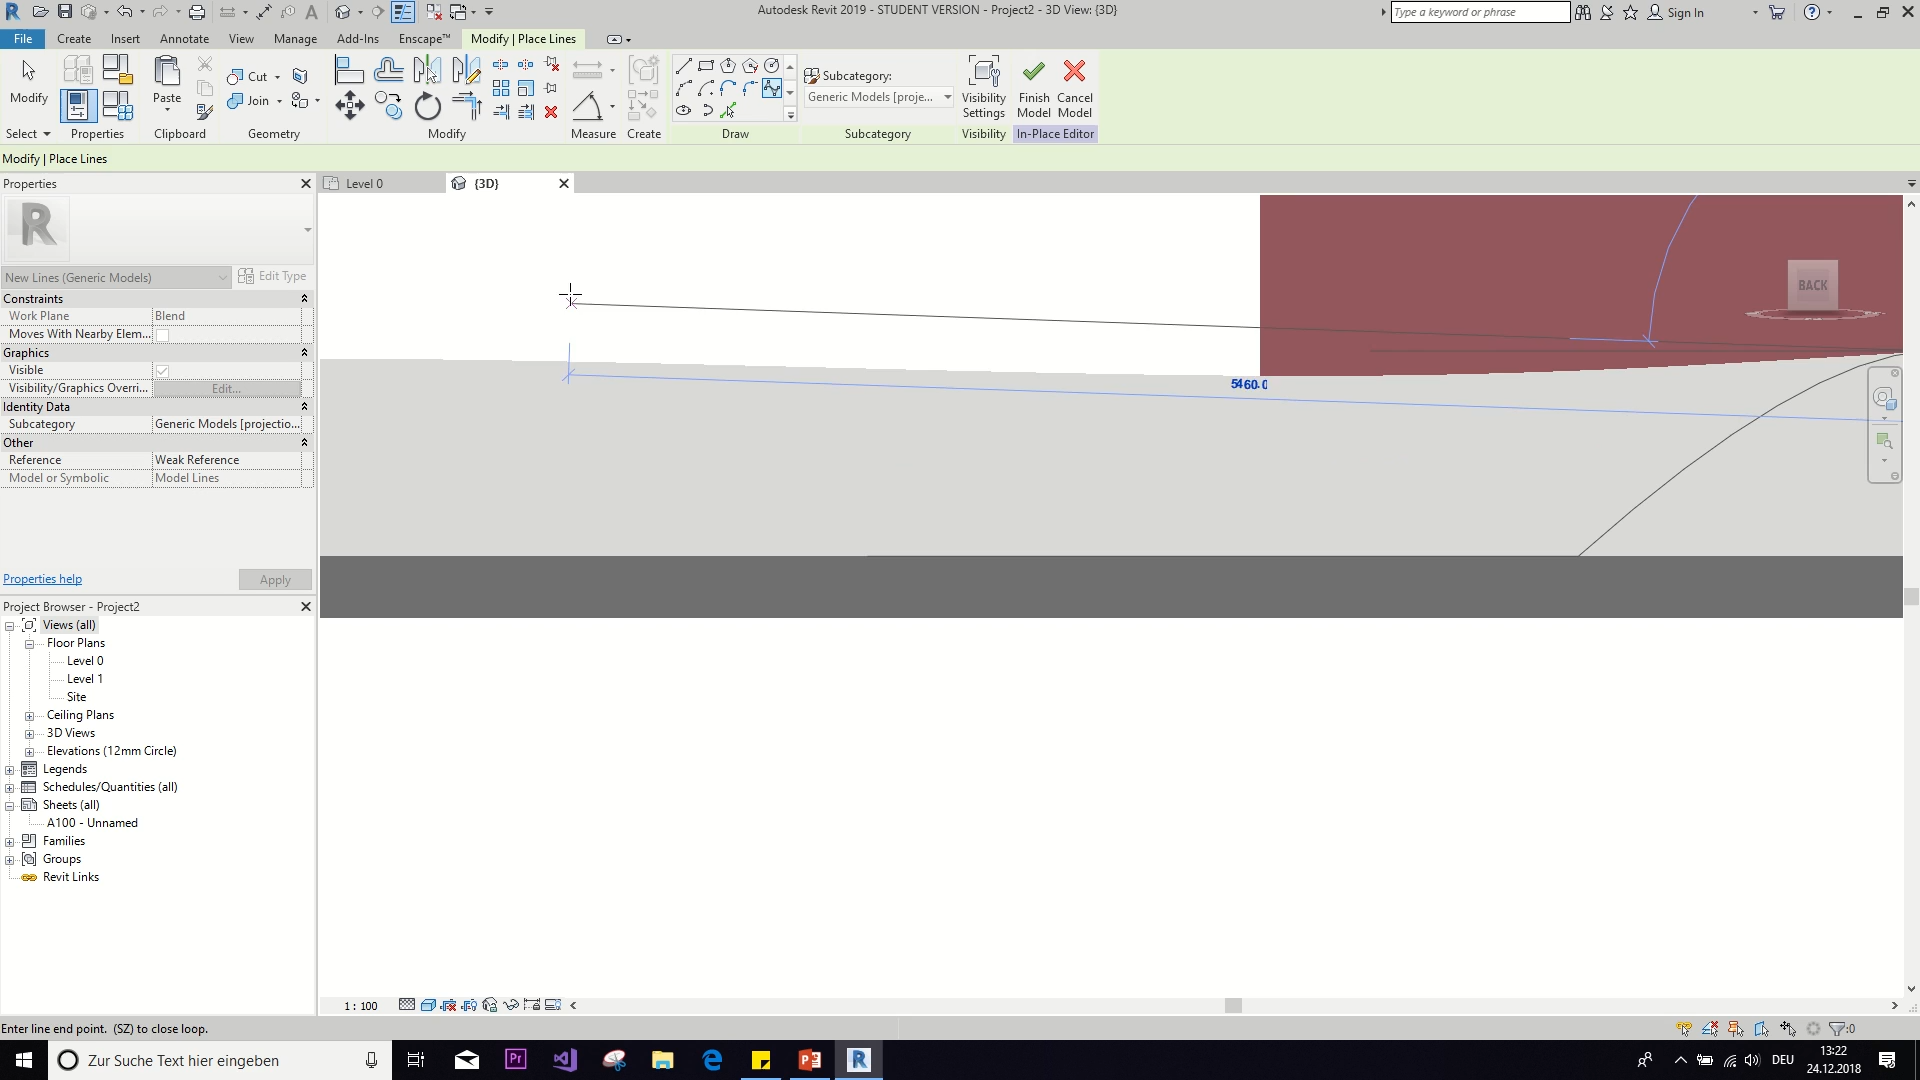 Autodesk Revit 2019 - STUDENT VERSION - Project2 - 3D View: {3D}
Type a keyword or phrase
Sign In
File Create Insert Annotate View Manage Add-Ins Enscape™ Modify | Place Lines
Modify
Paste
Cut
Join
Subcategory:
Generic Models [proje...
Visibility Settings
Finish Model
Cancel Model
Select Properties Clipboard Geometry Modify Measure Create Draw Subcategory Visibility In-Place Editor
Modify | Place Lines
Properties
Level 0
{3D}
R
New Lines (Generic Models)
Edit Type
Constraints
Work Plane Blend
Moves With Nearby Elem...
Graphics
Visible
Visibility/Graphics Overri... Edit...
Identity Data
Subcategory Generic Models [projectio...
Other
Reference Weak Reference
Model or Symbolic Model Lines
Properties help
Apply
BACK
5460.0
Project Browser - Project2
Views (all)
Floor Plans
Level 0
Level 1
Site
Ceiling Plans
3D Views
Elevations (12mm Circle)
Legends
Schedules/Quantities (all)
Sheets (all)
A100 - Unnamed
Families
Groups
Revit Links
1 : 100
Enter line end point. (SZ) to close loop.
:0
Zur Suche Text hier eingeben
Pr
DEU
13:22
24.12.2018